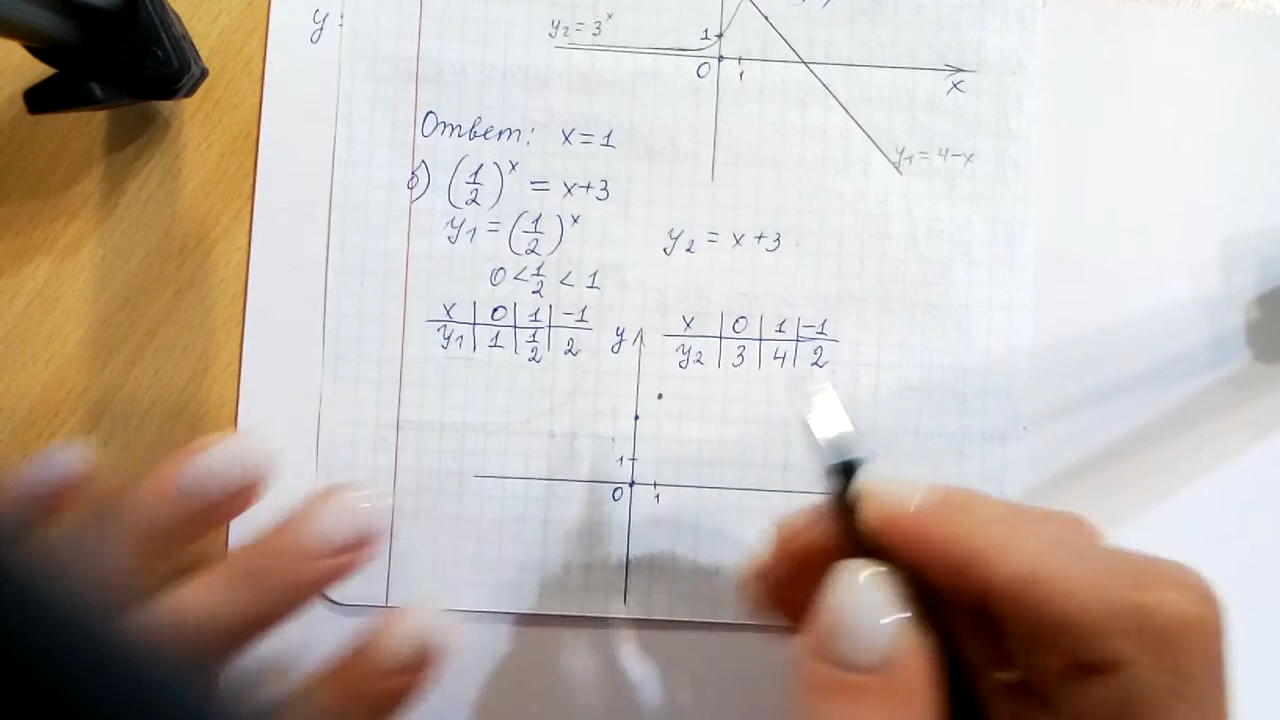 y =
y₂ = 3ˣ
1
0 1 x
y₁ = 4-x
Ответ: x = 1
б) (1/2)ˣ = x+3
y₁ = (1/2)ˣ y₂ = x+3
0 < 1/2 < 1
x | 0 | 1 | -1
y₁ | 1 | 1/2 | 2
y
x | 0 | 1 | -1
y₂ | 3 | 4 | 2
1
0 1